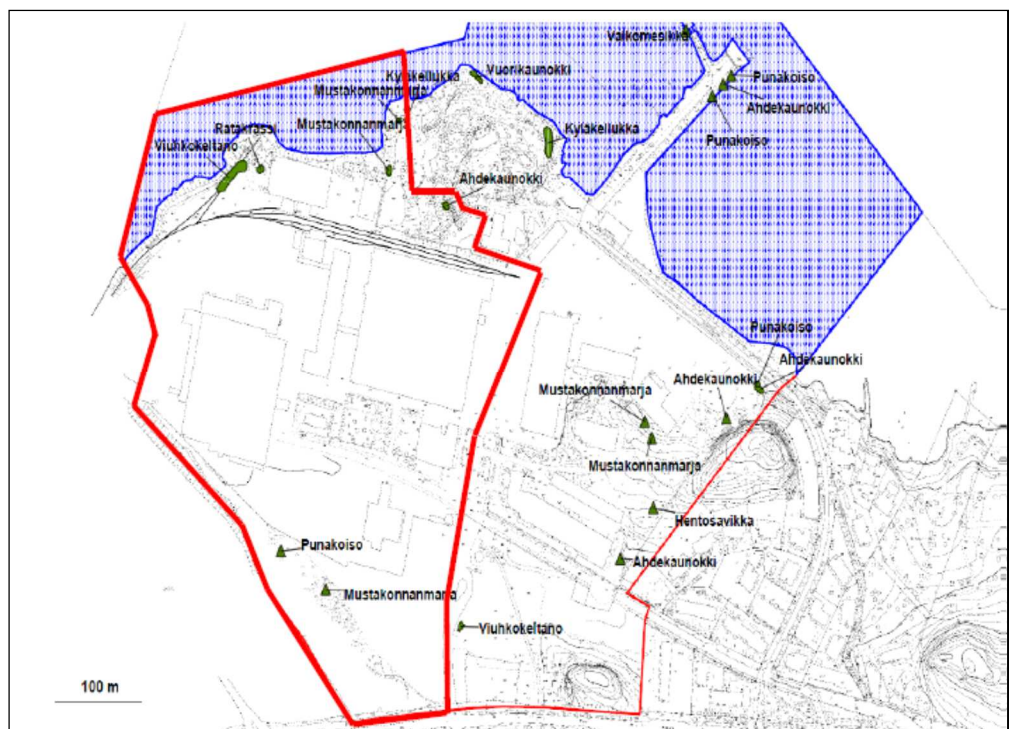 Valkomesikkä
Vuorikaunokki
Punakoiso
Kyläkellukka
Mustakonnanmarja
Ahdekaunokki
Ratakrassi
Mustakonnanmarja
Kyläkellukka
Viuhkokeltano
Punakoiso
Ahdekaunokki
Punakoiso
Ahdekaunokki
Ahdekaunokki
Mustakonnanmarja
Mustakonnanmarja
Hentosavikka
Punakoiso
Ahdekaunokki
Mustakonnanmarja
Viuhkokeltano
100 m